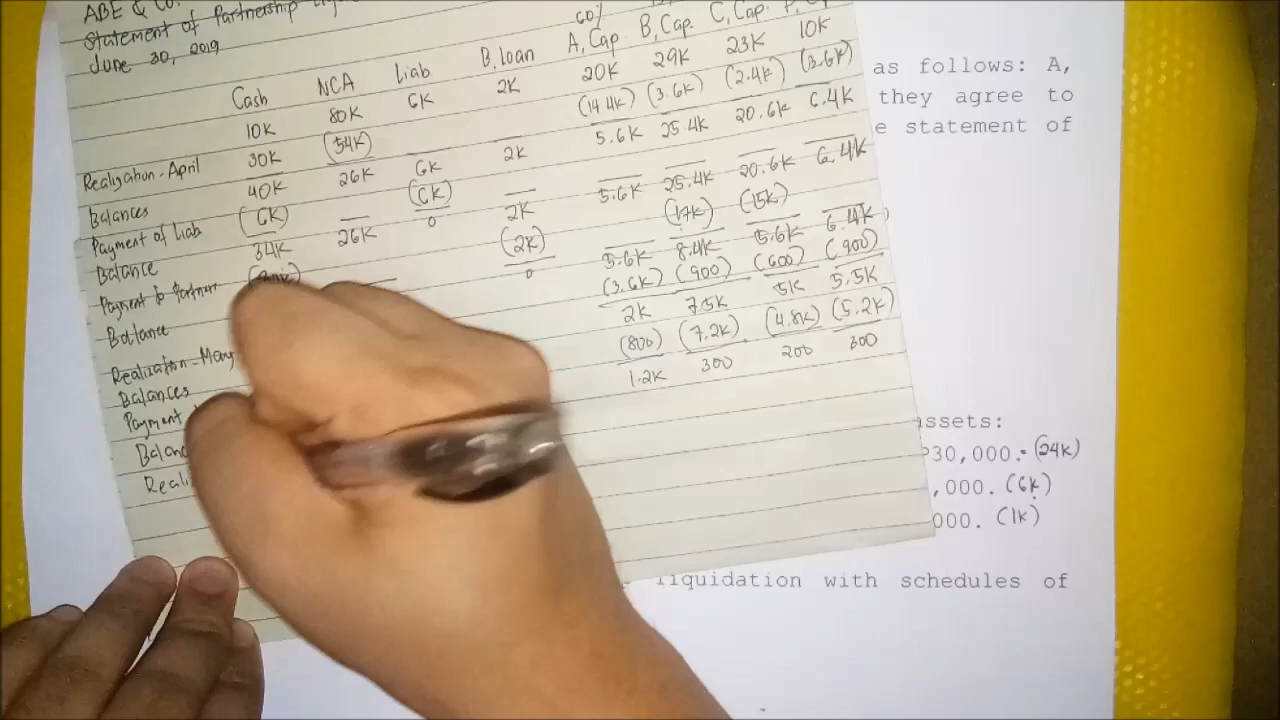 ABE & Co.
Statement of Partnership
June 30, 2019
60%
Cash NCA Liab B, loan A, Cap B, Cap. C, Cap.
10K 80K 6K 2K 20K 29K 23K 10K
Realization - April 30K (54K) (14.4K) (3.6K) (2.4K) (3.6K)
Balances 40K 26K 6K 2K 5.6K 25.4K 20.6K 6.4K
Payment of Liab (6K) — (6K) —
Balance 34K 26K 0 2K 5.6K 25.4K 20.6K 6.4K
Payment to Partner (2K) (17K) (15K)
Balance 0 5.6K 8.4K 5.6K 6.4K
Realization - May (3.6K) (900) (600) (900)
Balances 2K 7.5K 5K 5.5K
Payment (800) (7.2K) (4.8K) (5.2K)
Balanc 1.2K 300 200 300
Reali
as follows: A,
they agree to
e statement of
assets:
P30,000. (24K)
,000. (6K)
000. (1K)
liquidation with schedules of